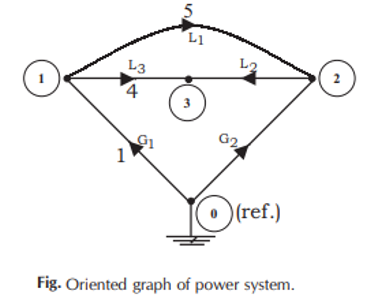 5
L1
1
L3
L2
2
4
3
G1
G2
1
0 (ref.)
Fig. Oriented graph of power system.